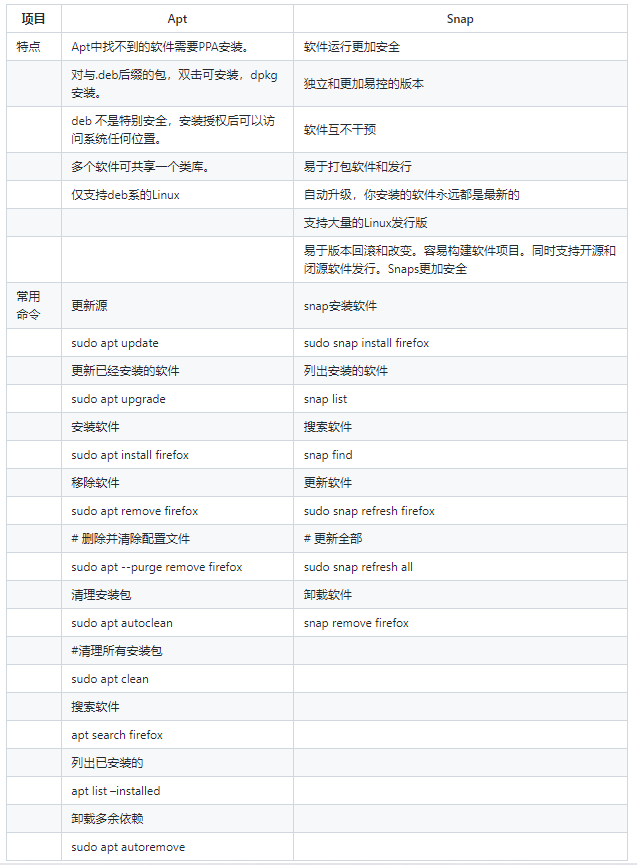 项目 Apt Snap
特点 Apt中找不到的软件需要PPA安装。 软件运行更加安全
对与.deb后缀的包，双击可安装，dpkg
安装。 独立和更加易控的版本
deb 不是特别安全，安装授权后可以访
问系统任何位置。 软件互不干预
多个软件可共享一个类库。 易于打包软件和发行
仅支持deb系的Linux 自动升级，你安装的软件永远都是最新的
支持大量的Linux发行版
易于版本回滚和改变。容易构建软件项目。同时支持开源和
闭源软件发行。Snaps更加安全
常用
命令 更新源 snap安装软件
sudo apt update sudo snap install firefox
更新已经安装的软件 列出安装的软件
sudo apt upgrade snap list
安装软件 搜索软件
sudo apt install firefox snap find
移除软件 更新软件
sudo apt remove firefox sudo snap refresh firefox
# 删除并清除配置文件 # 更新全部
sudo apt --purge remove firefox sudo snap refresh all
清理安装包 卸载软件
sudo apt autoclean snap remove firefox
#清理所有安装包
sudo apt clean
搜索软件
apt search firefox
列出已安装的
apt list –installed
卸载多余依赖
sudo apt autoremove